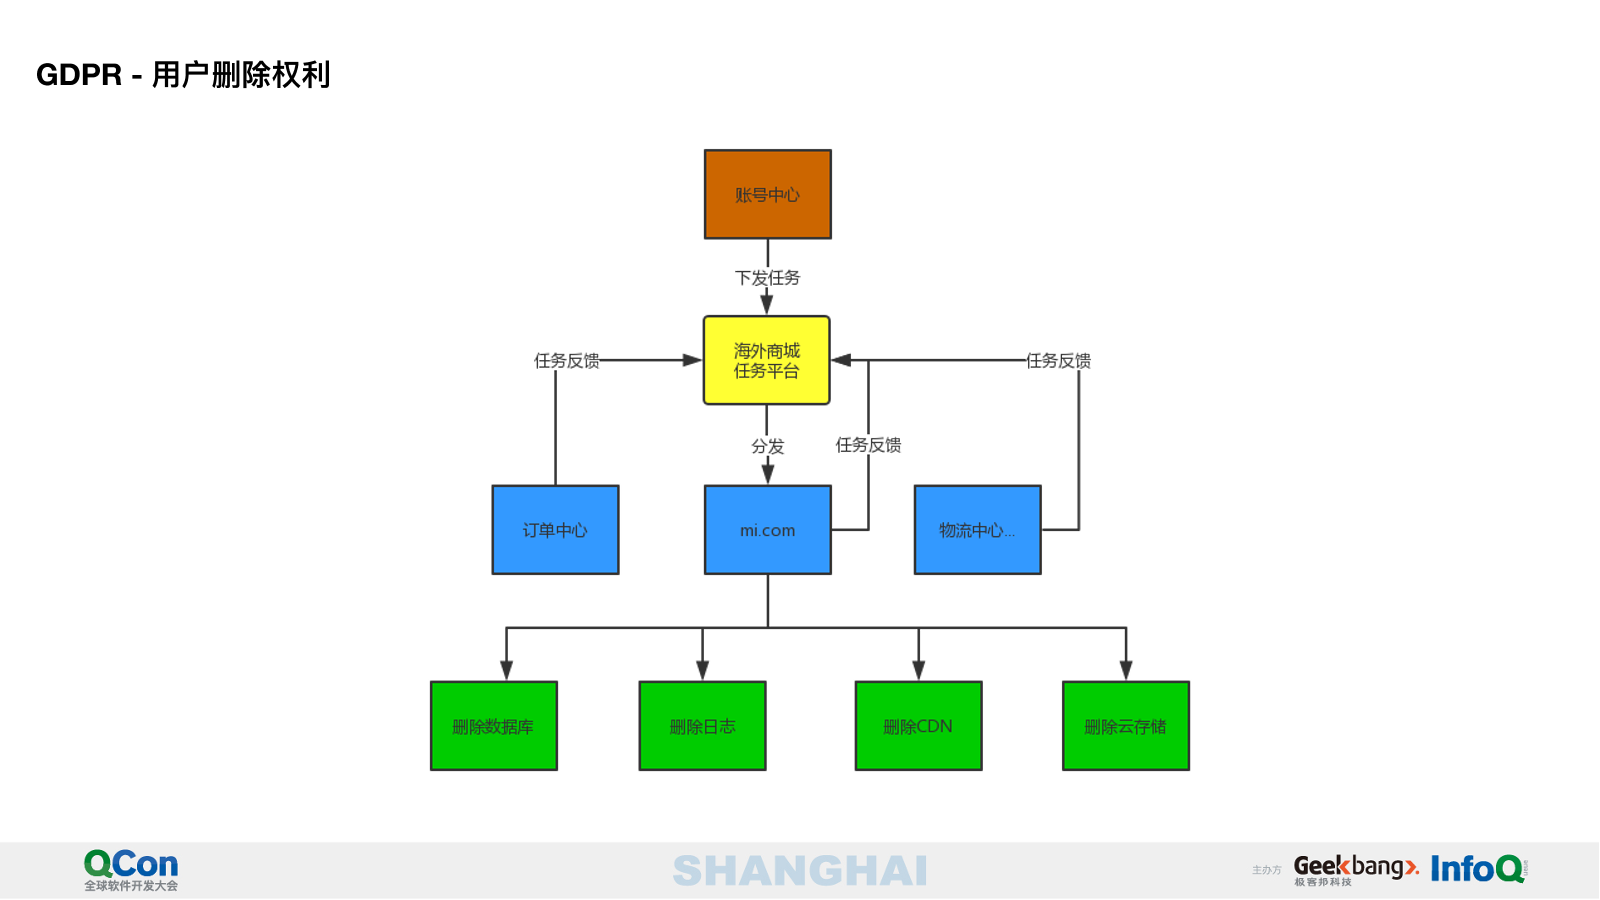 GDPR - 用户删除权利
账号中心
下发任务
任务反馈
海外商城
任务平台
任务反馈
分发
任务反馈
订单中心
mi.com
物流中心...
删除数据库
删除日志
删除CDN
删除云存储
QCon
全球软件开发大会
SHANGHAI
主办方
Geekbang>.
极客邦科技
InfoQ